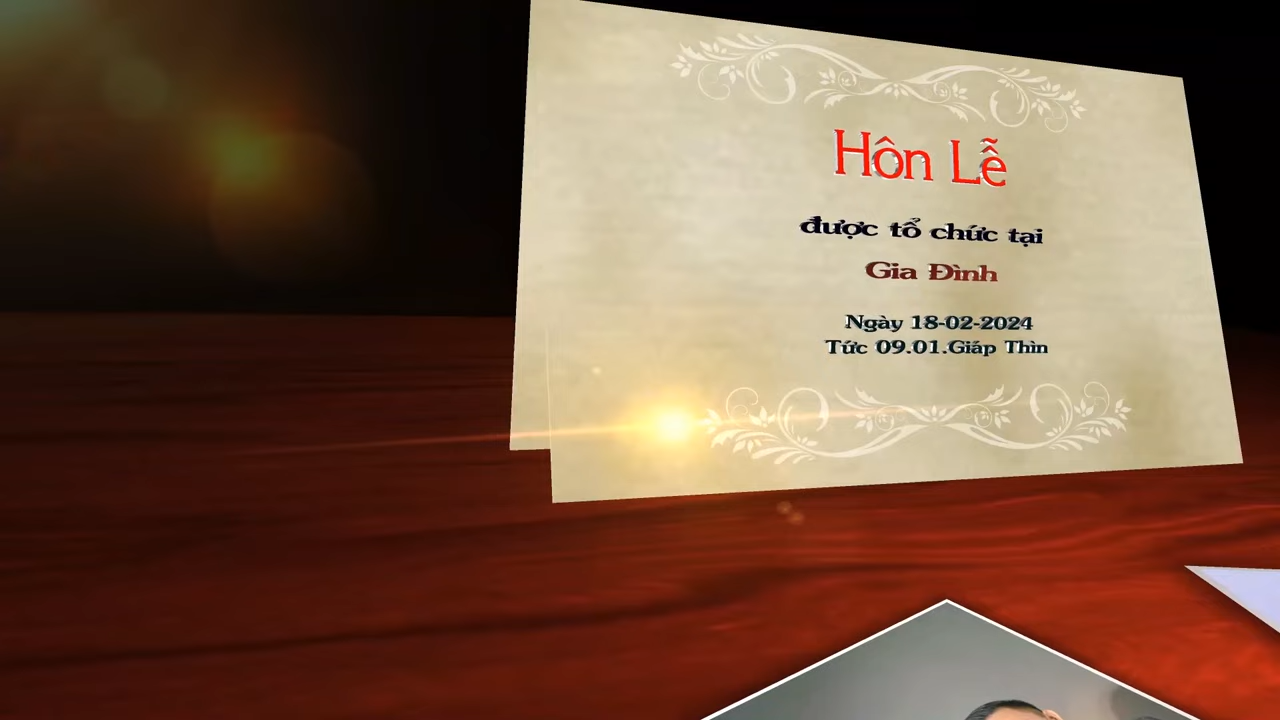 Hôn Lễ
được tổ chức tại
Gia Đình
Ngày 18-02-2024
Tức 09.01.Giáp Thìn